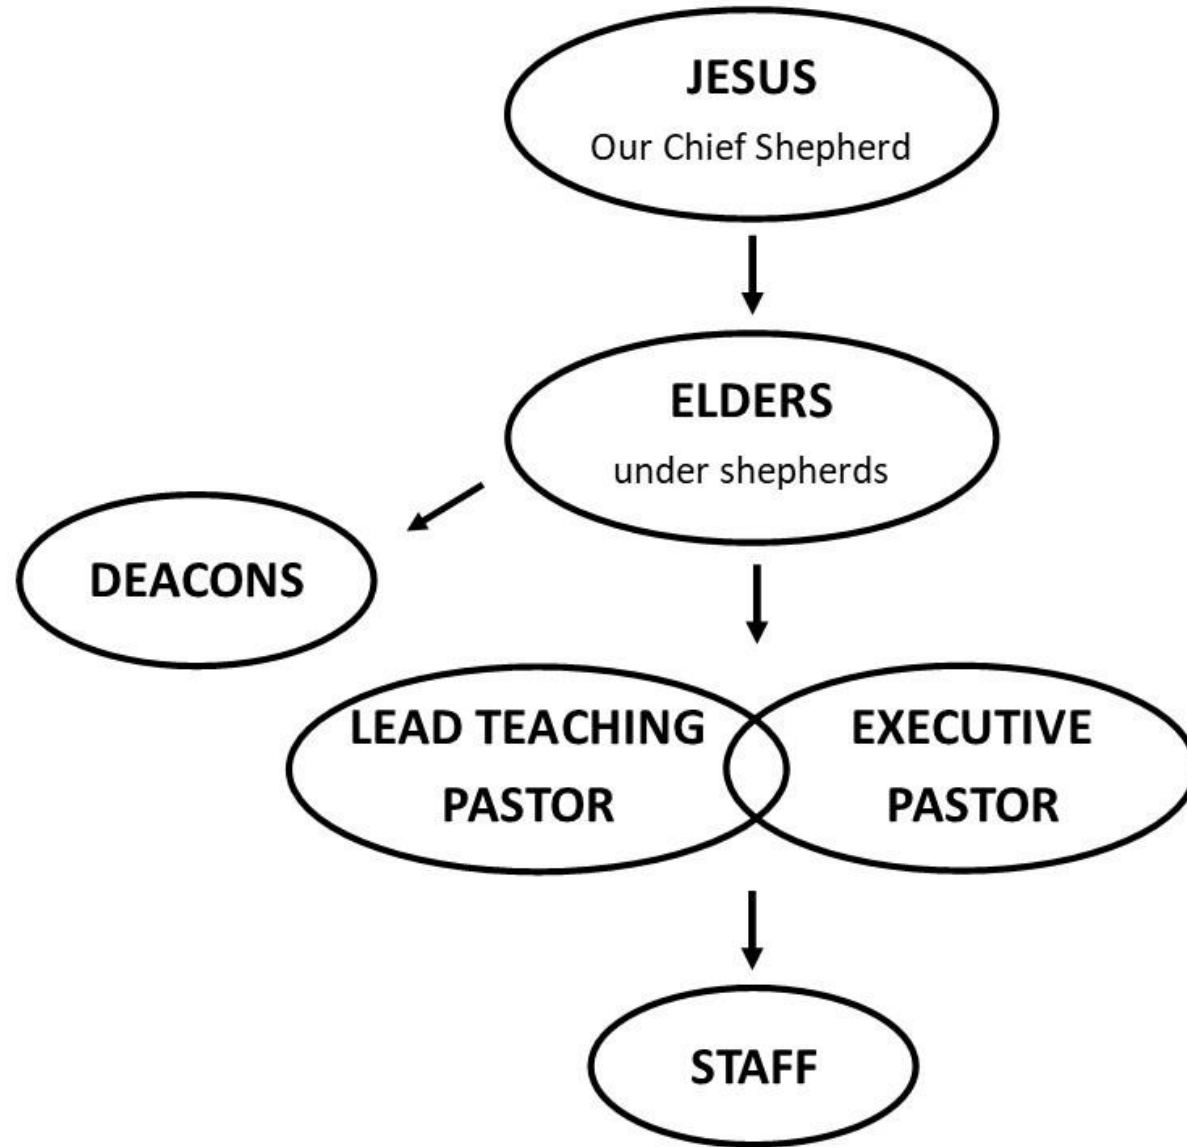 JESUS
Our Chief Shepherd
ELDERS
under shepherds
DEACONS
LEAD TEACHING
PASTOR
EXECUTIVE
PASTOR
STAFF